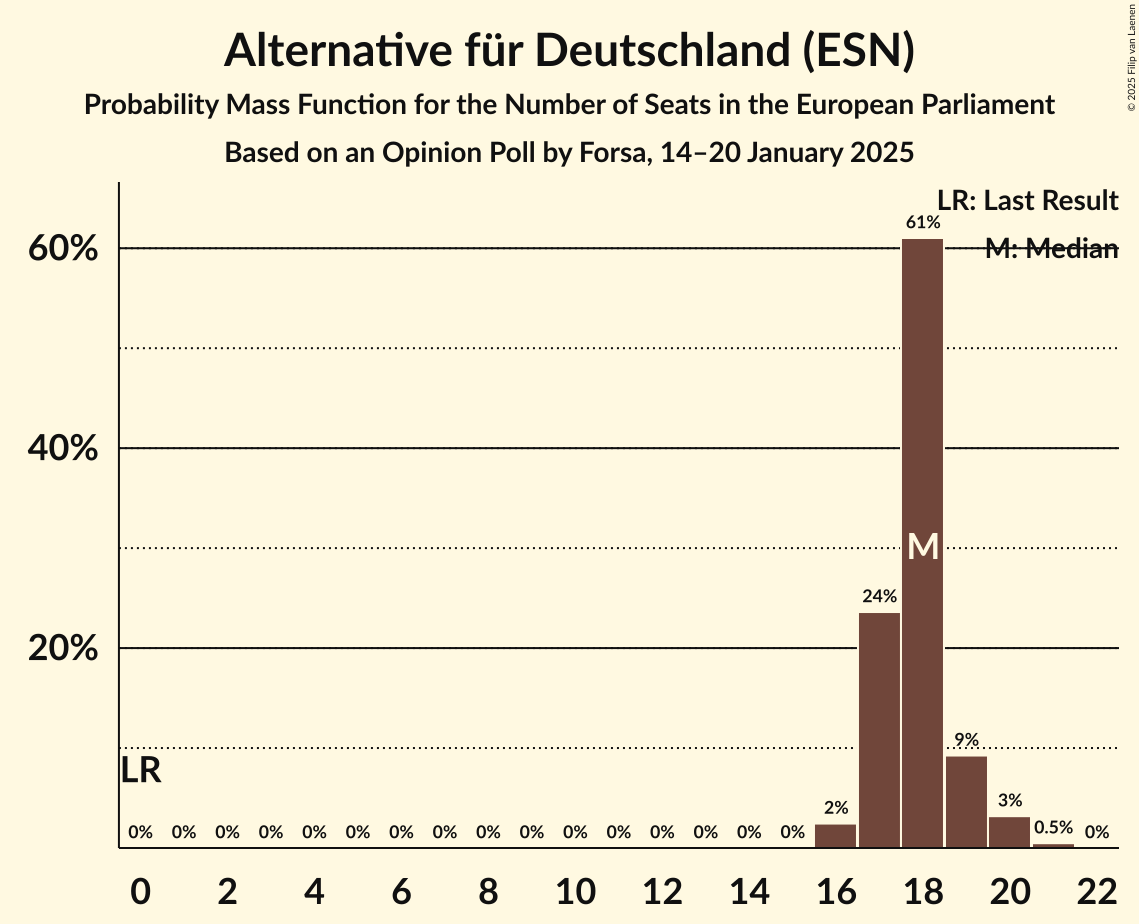 Alternative für Deutschland (ESN)
Probability Mass Function for the Number of Seats in the European Parliament
Based on an Opinion Poll by Forsa, 14–20 January 2025
© 2025 Filip van Laenen
LR: Last Result
M: Median
61%
60%
40%
M
24%
20%
9%
LR
2%
3%
0.5%
0% 0% 0% 0% 0% 0% 0% 0% 0% 0% 0% 0% 0% 0% 0% 0% 0%
0 2 4 6 8 10 12 14 16 18 20 22